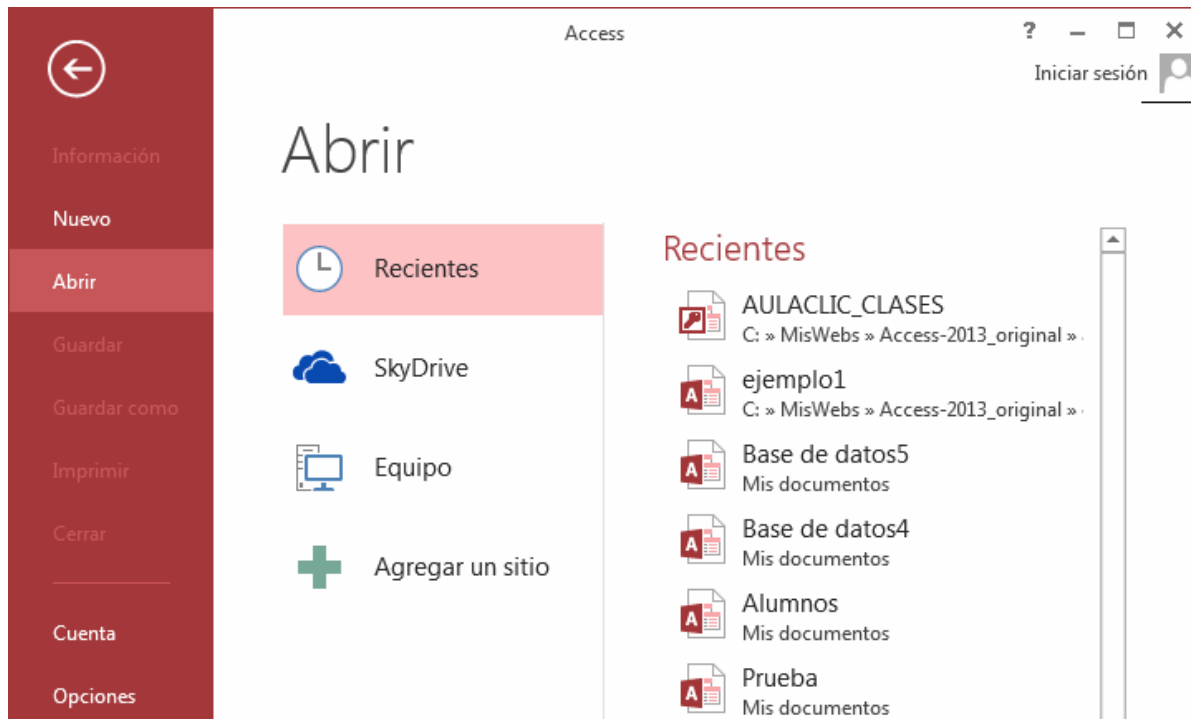 Access
?
Iniciar sesión
Información
Nuevo
Abrir
Guardar
Guardar como
Imprimir
Cerrar
Cuenta
Opciones
Abrir
Recientes
SkyDrive
Equipo
Agregar un sitio
Recientes
AULACLIC_CLASES
C: » MisWebs » Access-2013_original »
ejemplo1
C: » MisWebs » Access-2013_original »
Base de datos5
Mis documentos
Base de datos4
Mis documentos
Alumnos
Mis documentos
Prueba
Mis documentos